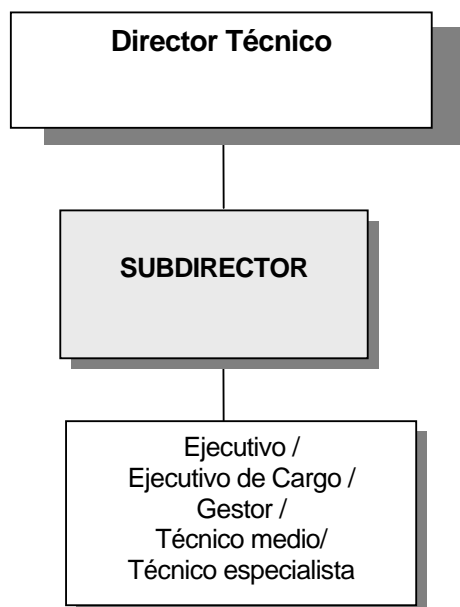 Director Técnico
SUBDIRECTOR
Ejecutivo /
Ejecutivo de Cargo /
Gestor /
Técnico medio/
Técnico especialista